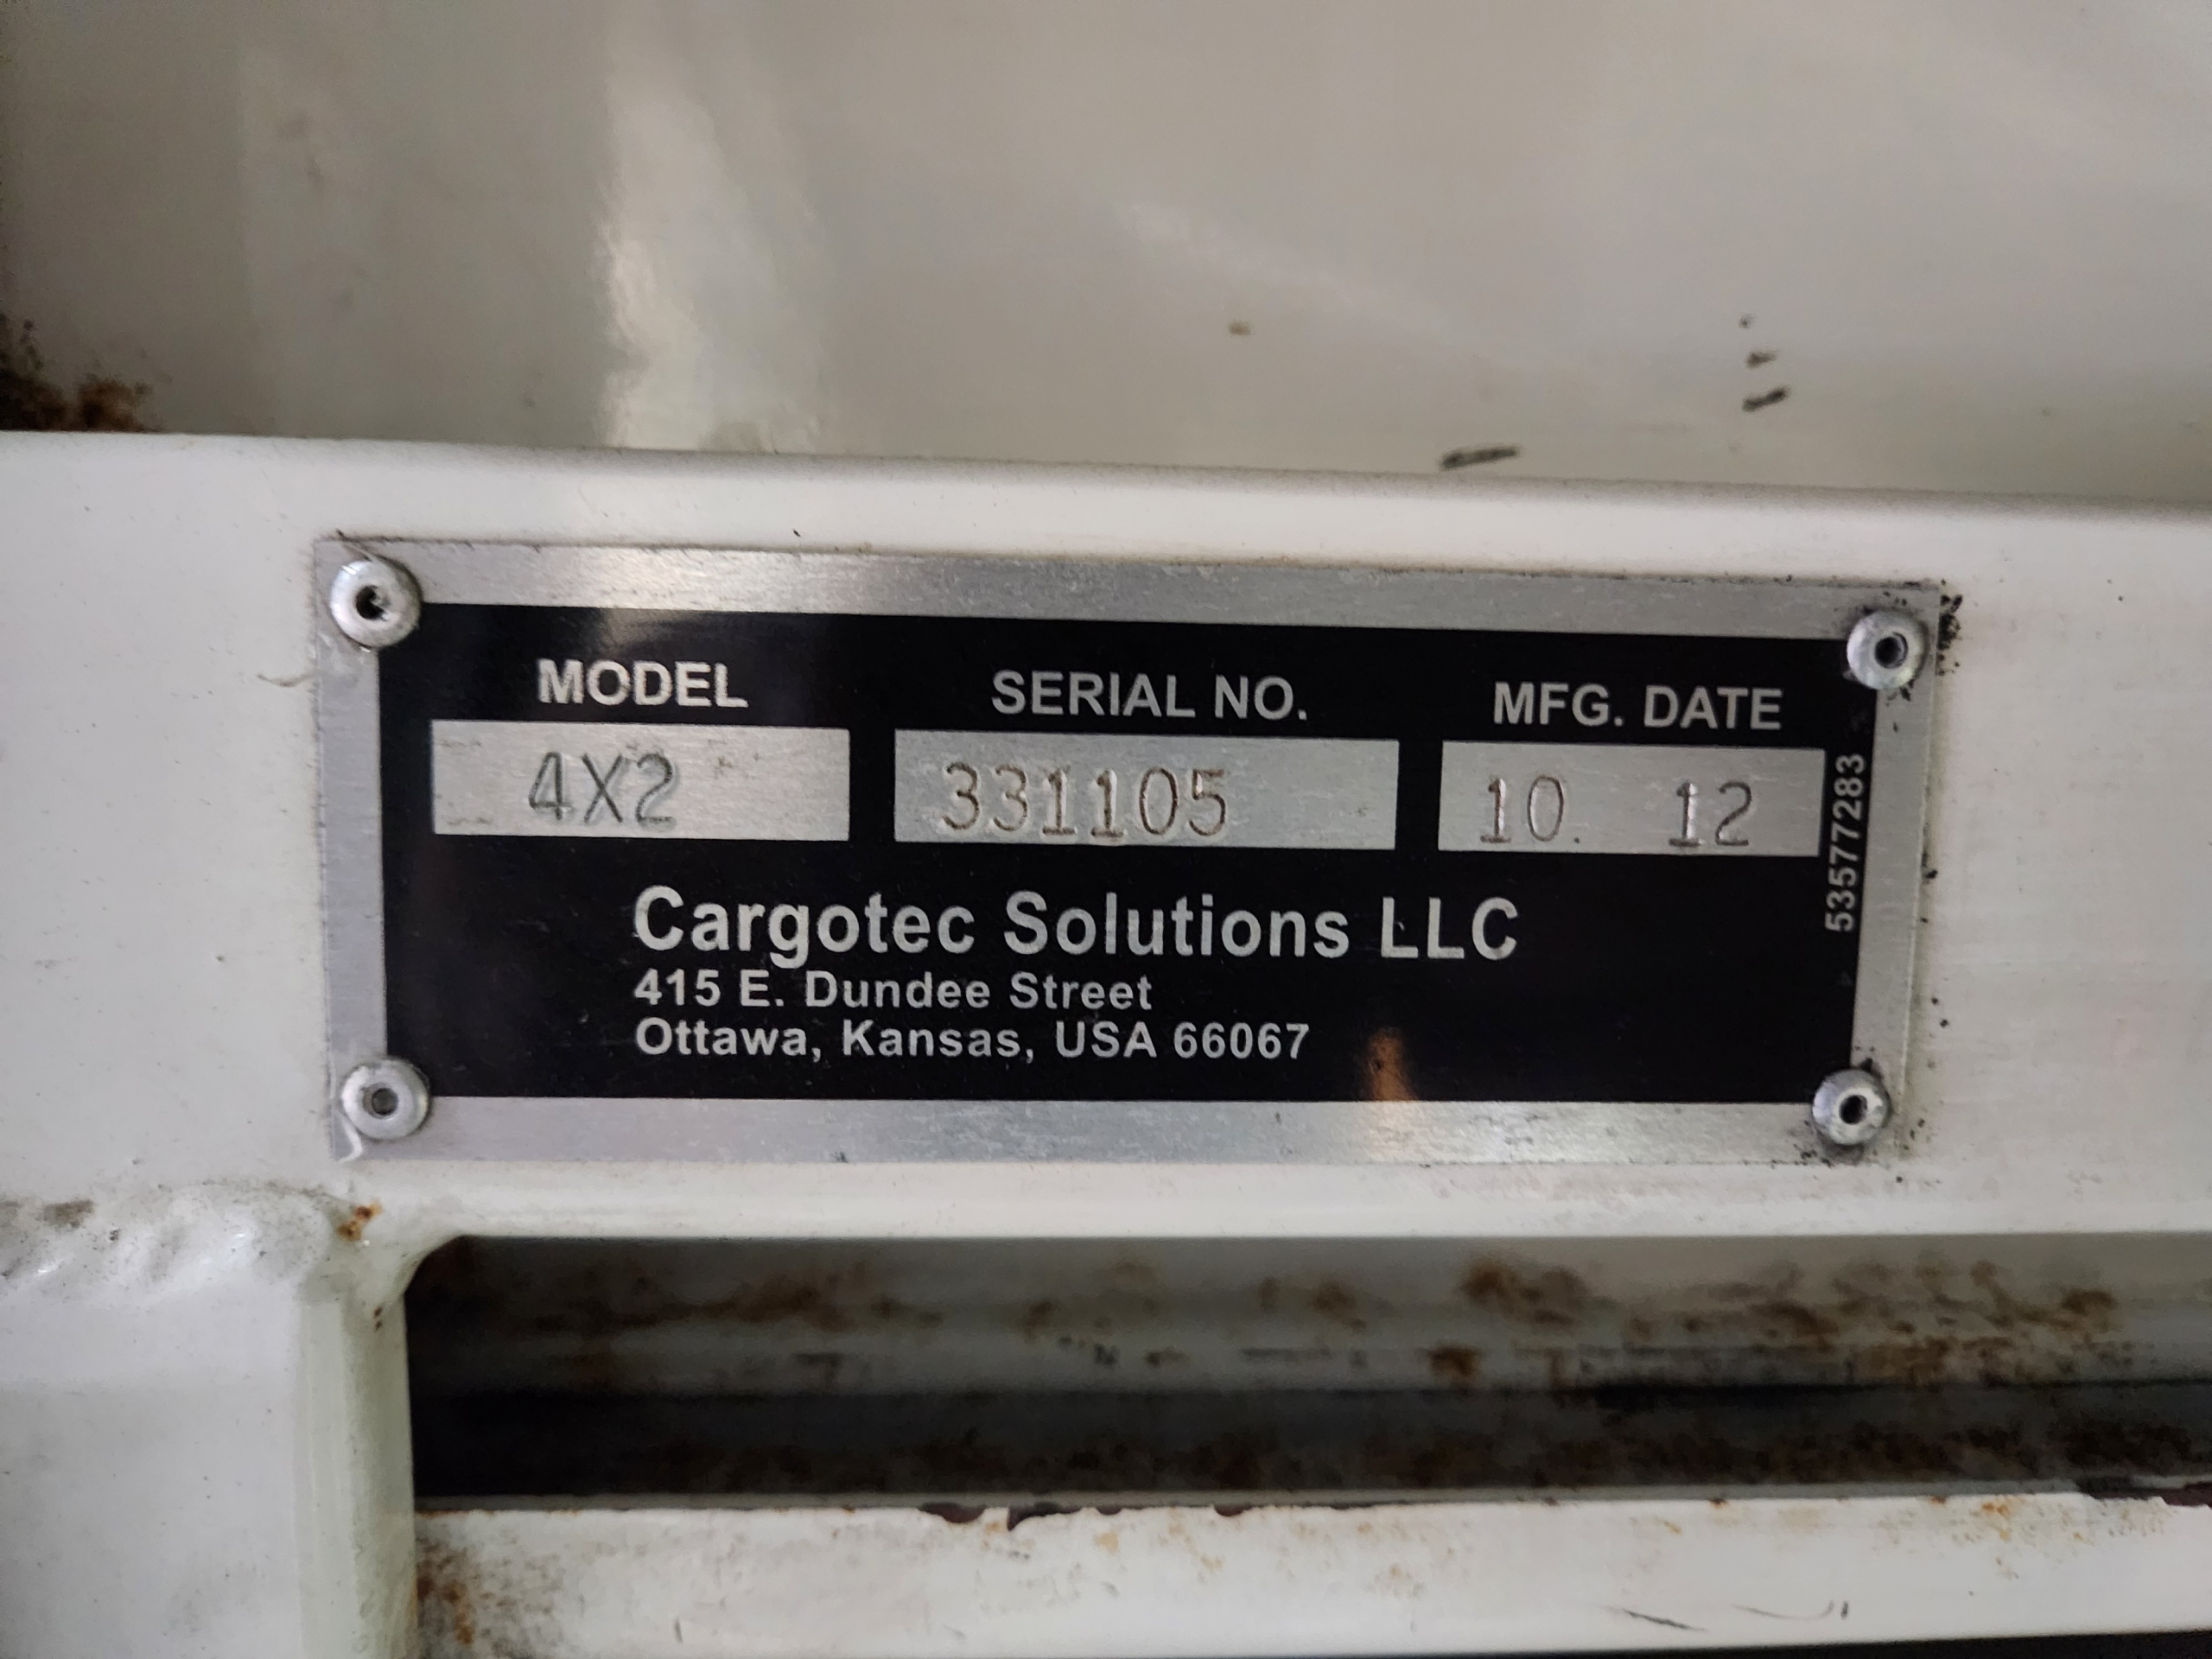 MODEL SERIAL NO. MFG. DATE
4X2 331105 10. 12
5357283
Cargotec Solutions LLC
415 E. Dundee Street
Ottawa, Kansas, USA 66067